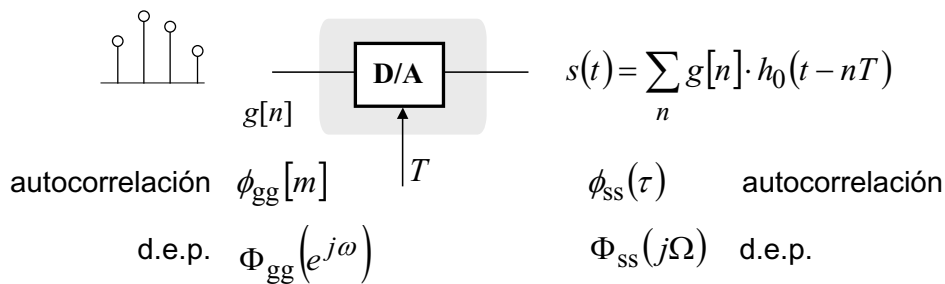 D/A
s(t) = ∑ g[n]·h₀(t − nT)
n
g[n]
T
autocorrelación ϕgg[m] ϕss(τ) autocorrelación
d.e.p. Φgg(e^{jω}) Φss(jΩ) d.e.p.